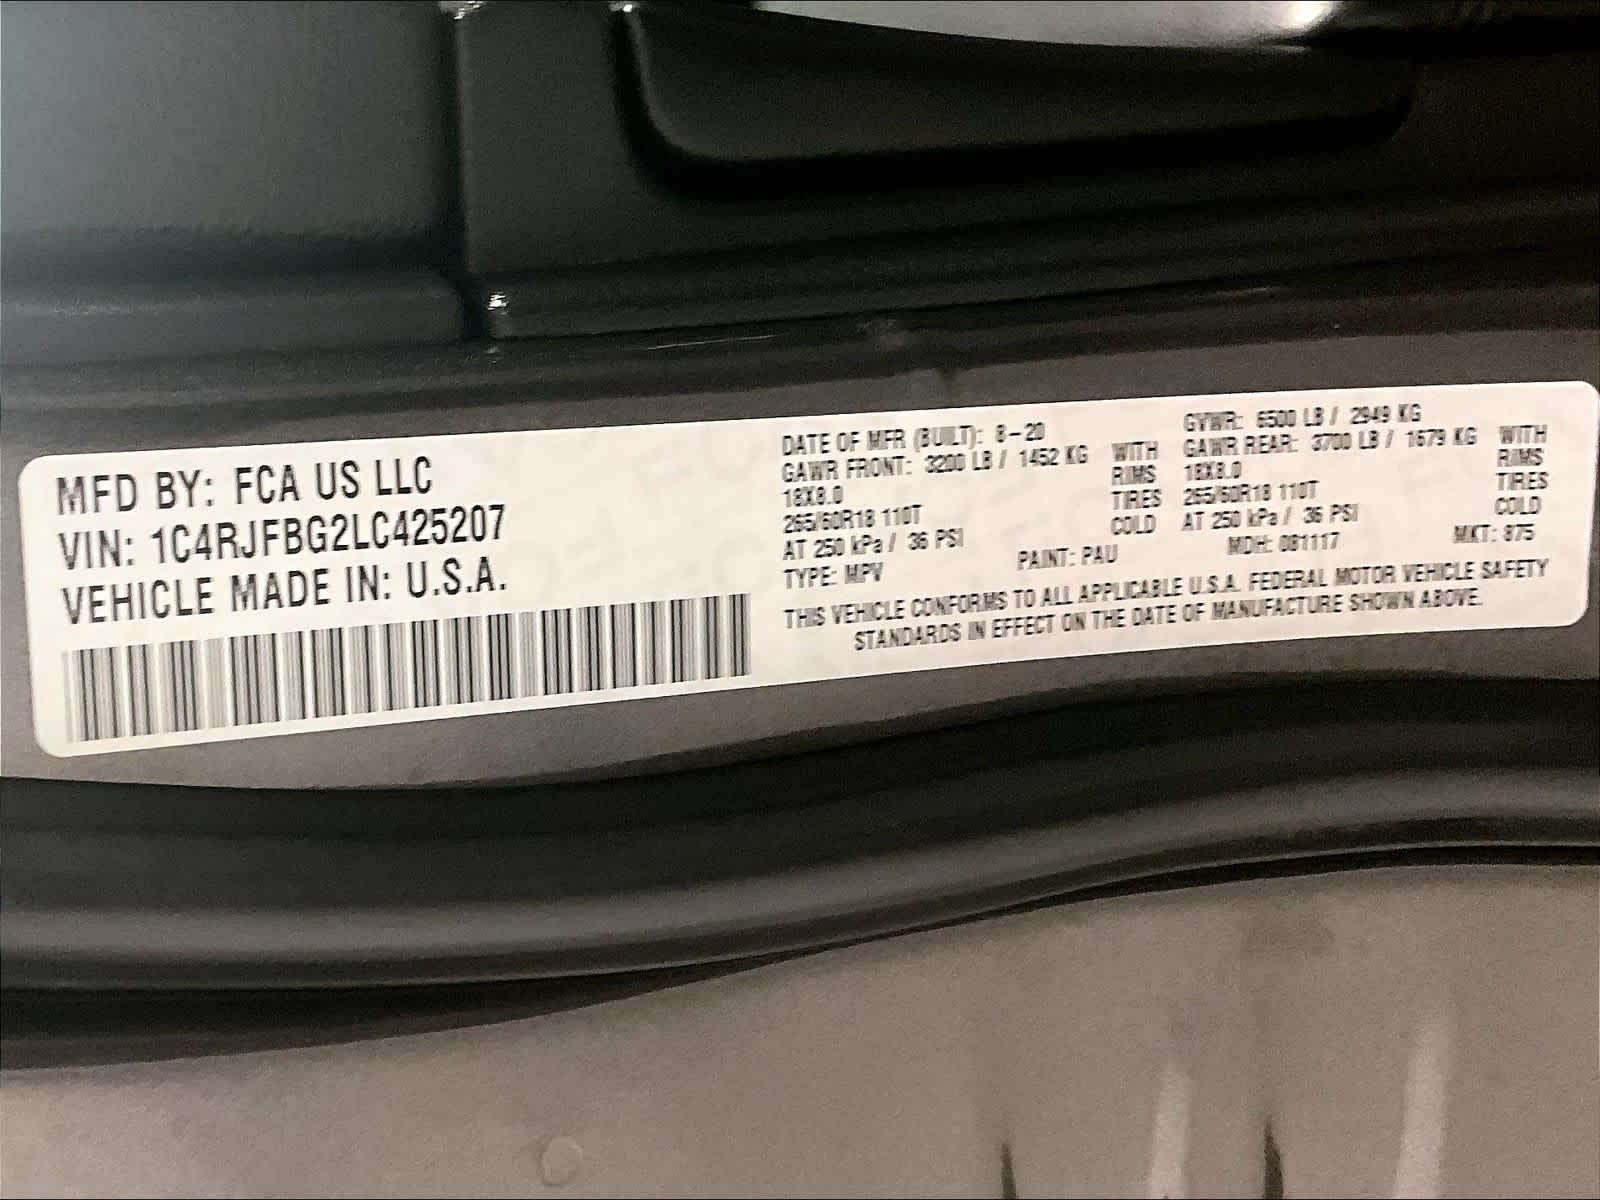 MFD BY: FCA US LLC
VIN: 1C4RJFBG2LC425207
VEHICLE MADE IN: U.S.A.
DATE OF MFR (BUILT): 8-20
GAWR FRONT: 3200 LB / 1452 KG WITH
18X8.0 RIMS
265/60R18 110T TIRES
AT 250 kPa / 36 PSI COLD
GVWR: 6500 LB / 2949 KG
GAWR REAR: 3700 LB / 1679 KG WITH
18X8.0 RIMS
265/60R18 110T TIRES
AT 250 kPa / 36 PSI COLD
TYPE: MPV PAINT: PAU MDH: 081117 MKT: 875
THIS VEHICLE CONFORMS TO ALL APPLICABLE U.S.A. FEDERAL MOTOR VEHICLE SAFETY
STANDARDS IN EFFECT ON THE DATE OF MANUFACTURE SHOWN ABOVE.